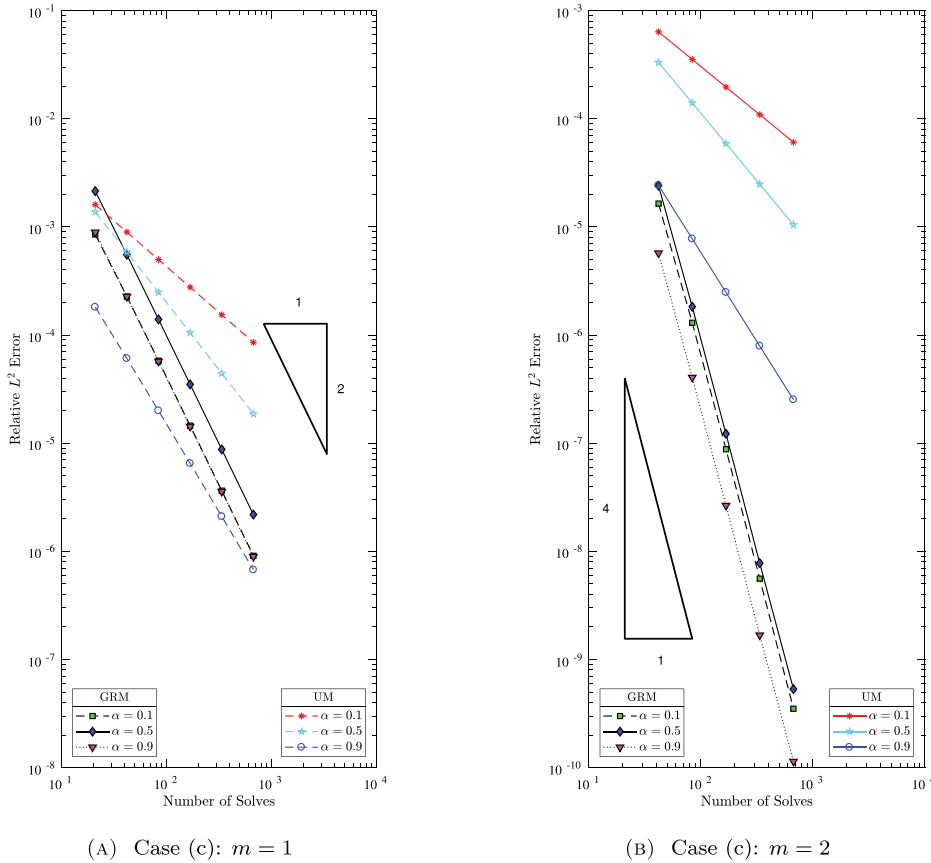 10 -1
10 -2
10 -3
10 -4
10 -5
10 -6
10 -7
10 -8
Relative L2 Error
1
2
GRM
α = 0.1
α = 0.5
α = 0.9
UM
α = 0.1
α = 0.5
α = 0.9
10 1
10 2
10 3
10 4
Number of Solves
(A) Case (c): m = 1
10 -3
10 -4
10 -5
10 -6
10 -7
10 -8
10 -9
10 -10
Relative L2 Error
4
1
GRM
α = 0.1
α = 0.5
α = 0.9
UM
α = 0.1
α = 0.5
α = 0.9
10 1
10 2
10 3
10 4
Number of Solves
(B) Case (c): m = 2